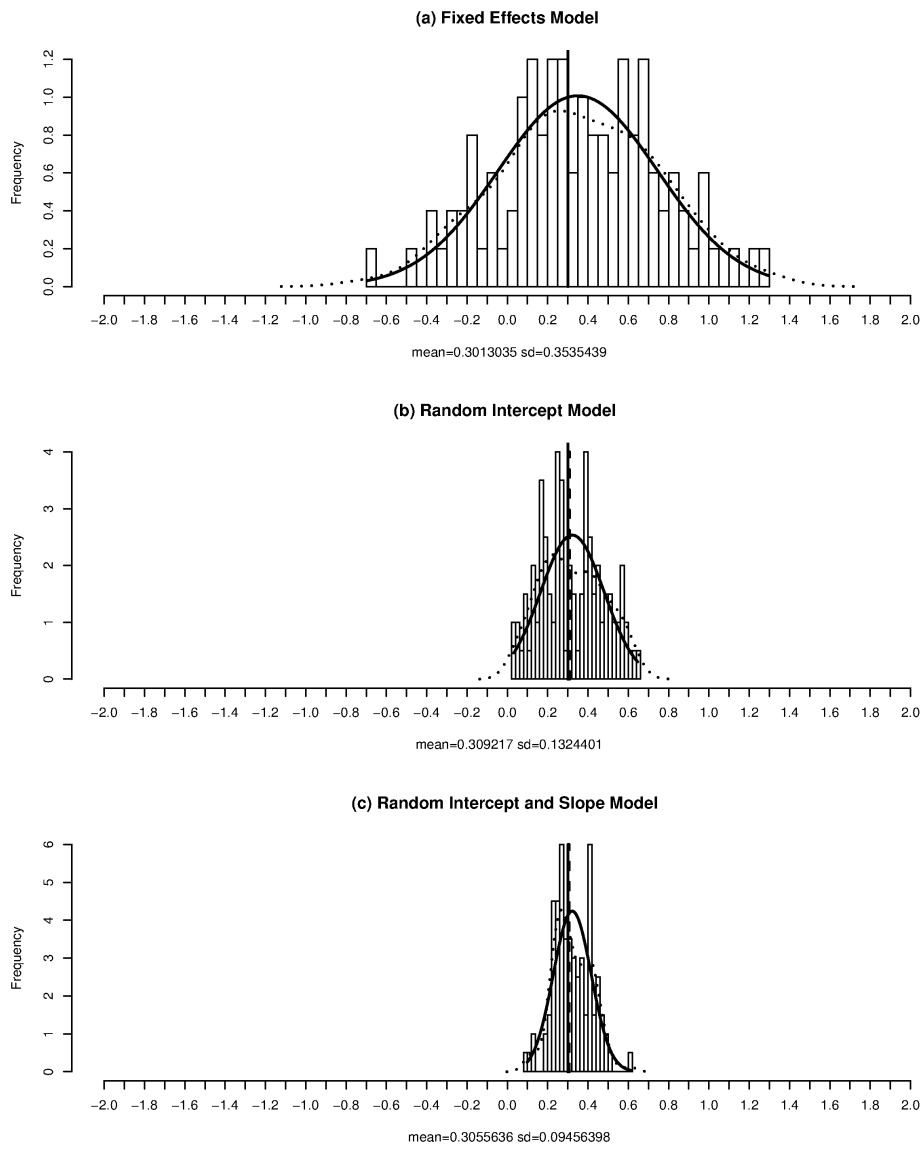 (a) Fixed Effects Model
Frequency
0.0 0.2 0.4 0.6 0.8 1.0 1.2
−2.0 −1.8 −1.6 −1.4 −1.2 −1.0 −0.8 −0.6 −0.4 −0.2 0.0 0.2 0.4 0.6 0.8 1.0 1.2 1.4 1.6 1.8 2.0
mean=0.3013035 sd=0.3535439
(b) Random Intercept Model
Frequency
0 1 2 3 4
−2.0 −1.8 −1.6 −1.4 −1.2 −1.0 −0.8 −0.6 −0.4 −0.2 0.0 0.2 0.4 0.6 0.8 1.0 1.2 1.4 1.6 1.8 2.0
mean=0.309217 sd=0.1324401
(c) Random Intercept and Slope Model
Frequency
0 1 2 3 4 5 6
−2.0 −1.8 −1.6 −1.4 −1.2 −1.0 −0.8 −0.6 −0.4 −0.2 0.0 0.2 0.4 0.6 0.8 1.0 1.2 1.4 1.6 1.8 2.0
mean=0.3055636 sd=0.09456398